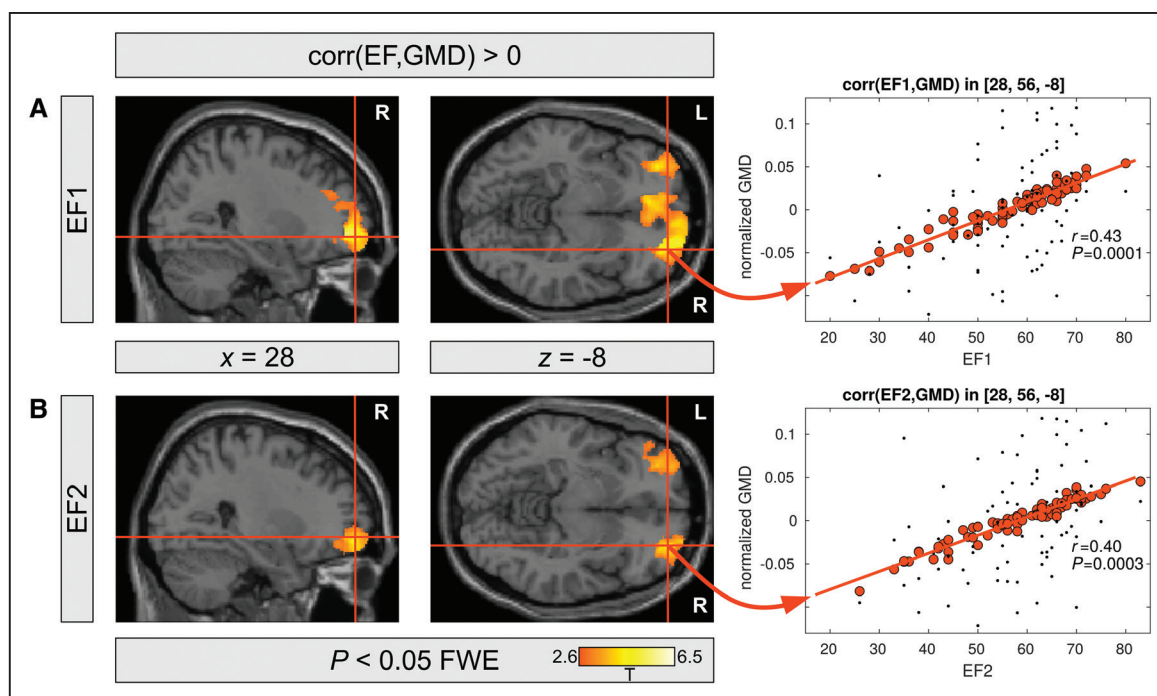 corr(EF,GMD) > 0
A
EF1
R
L
R
corr(EF1,GMD) in [28, 56, -8]
normalized GMD
0.1
0.05
0
-0.05
r=0.43
P=0.0001
20 30 40 50 60 70 80
EF1
x = 28
z = -8
B
EF2
R
L
R
corr(EF2,GMD) in [28, 56, -8]
normalized GMD
0.1
0.05
0
-0.05
r=0.40
P=0.0003
20 30 40 50 60 70 80
EF2
P < 0.05 FWE
2.6 6.5
T